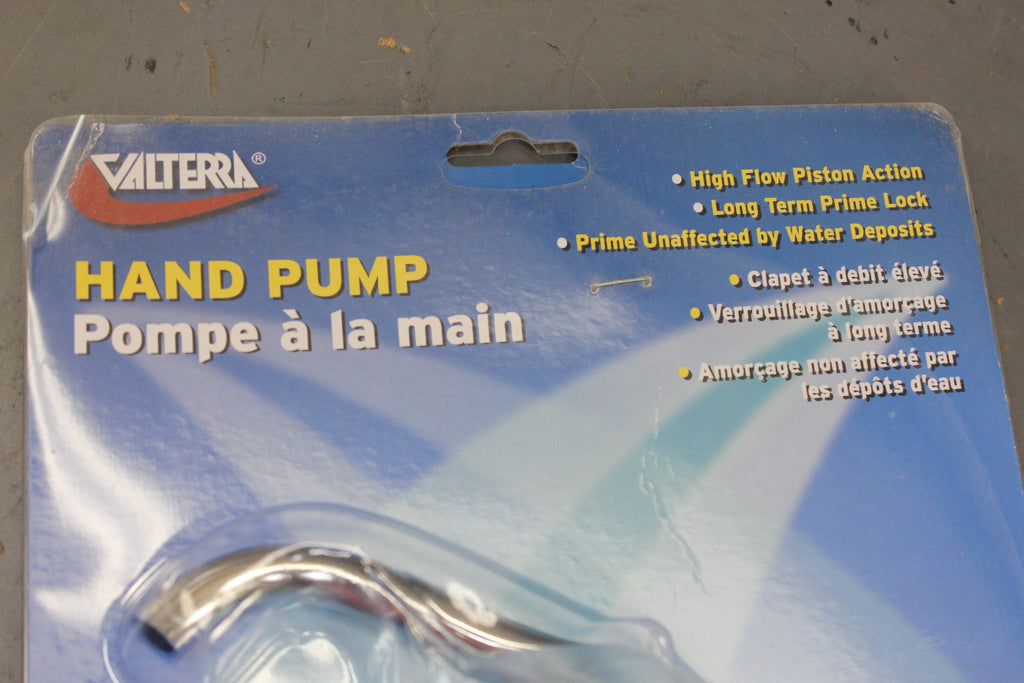 VALTERRA®
HAND PUMP
Pompe à la main
• High Flow Piston Action
• Long Term Prime Lock
• Prime Unaffected by Water Deposits
• Clapet à debit élevé
• Verrouillage d'amorçage
à long terme
• Amorçage non affecté par
les dépôts d'eau